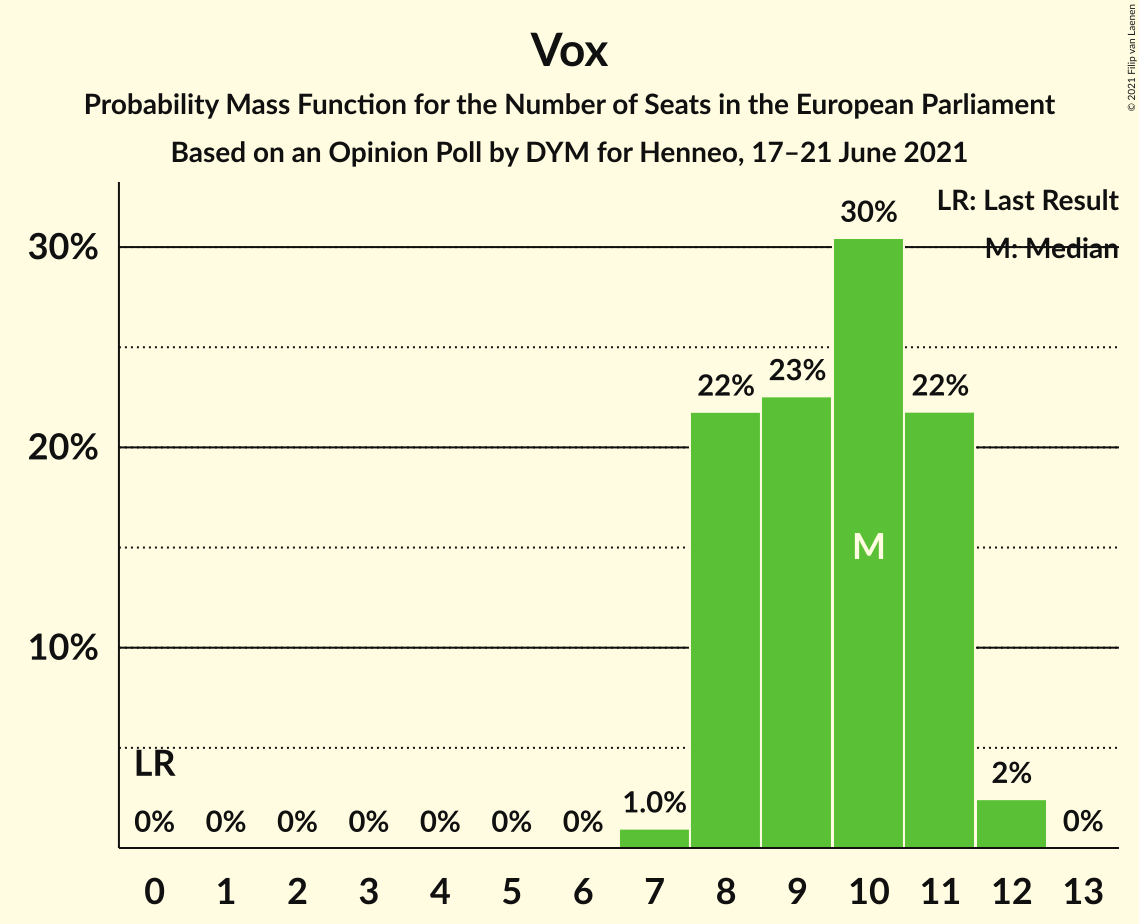 Vox
Probability Mass Function for the Number of Seats in the European Parliament
Based on an Opinion Poll by DYM for Henneo, 17–21 June 2021
© 2021 Filip van Laenen
LR: Last Result
M: Median
30%
20%
10%
LR
0% 0% 0% 0% 0% 0% 0% 1.0% 22% 23% 30% 22% 2% 0%
M
0 1 2 3 4 5 6 7 8 9 10 11 12 13